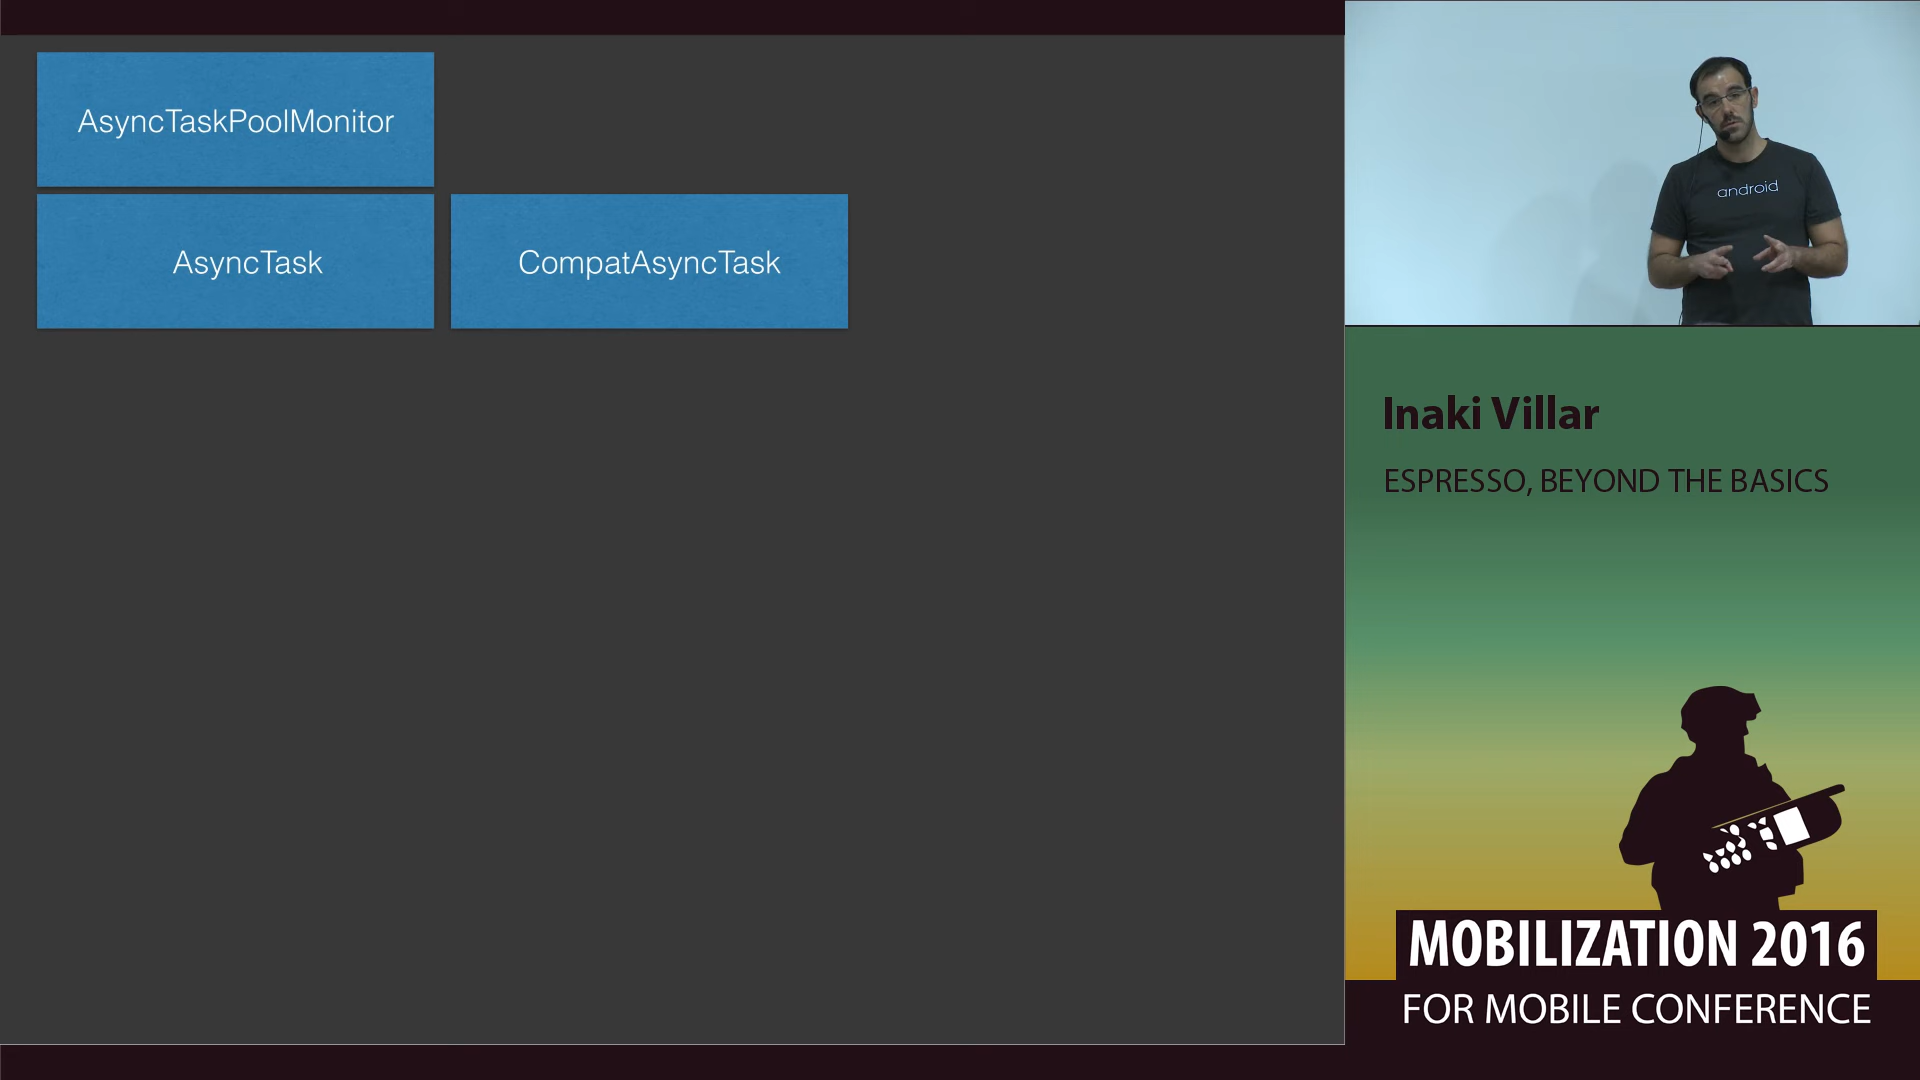 AsyncTaskPoolMonitor
AsyncTask
CompatAsyncTask
android
Inaki Villar
ESPRESSO, BEYOND THE BASICS
MOBILIZATION 2016
FOR MOBILE CONFERENCE